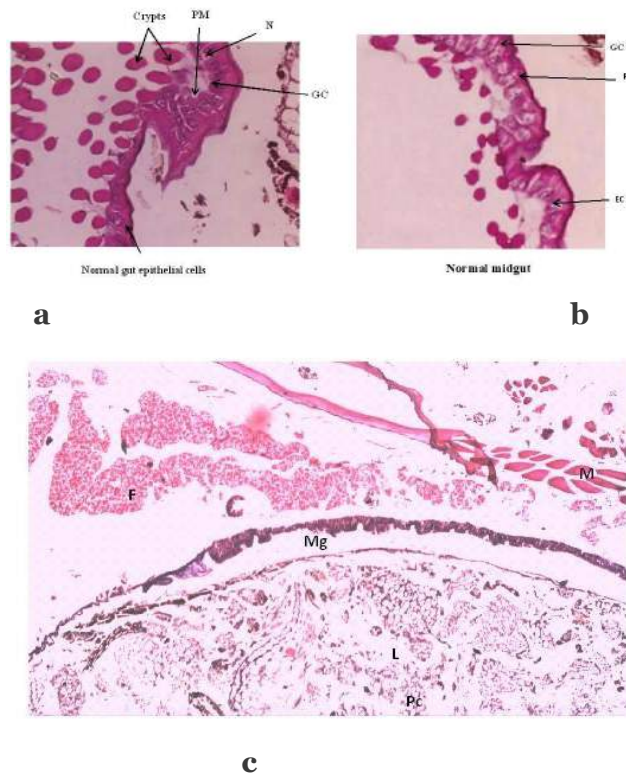 Crypts PM N
GC
Normal gut epithelial cells
a
GC
EC
Normal midgut
b
F
M
Mg
L
Pc
c